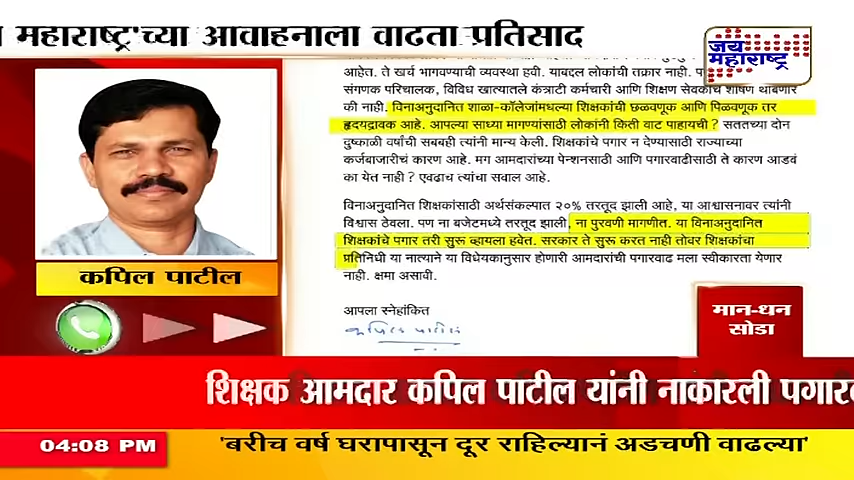 महाराष्ट्र'च्या आवाहनाला वाढता प्रतिसाद
जय
महाराष्ट्र
आहेत. ते खर्च भागवण्याची व्यवस्था हवी. याबद्दल लोकांची तक्रार नाही.
संगणक परिचालक, विविध खात्यातले कंत्राटी कर्मचारी आणि शिक्षण सेवकांचे शोषण थांबणार
की नाही. विनाअनुदानित शाळा-कॉलेजांमधल्या शिक्षकांची छळवणूक आणि पिळवणूक तर
हृदयद्रावक आहे. आपल्या साध्या मागण्यांसाठी लोकांनी किती वाट पाहायची ? सततच्या दोन
दुष्काळी वर्षांची सबबही त्यांनी मान्य केली. शिक्षकांचे पगार न देण्यासाठी राज्याच्या
कर्जबाजारीचं कारण आहे. मग आमदारांच्या पेन्शनसाठी आणि पगारवाढीसाठी ते कारण आडवं
का येत नाही ? एवढाच त्यांचा सवाल आहे.
विनाअनुदानित शिक्षकांसाठी अर्थसंकल्पात २०% तरतूद झाली आहे, या आश्वासनावर त्यांनी
विश्वास ठेवला. पण ना बजेटमध्ये तरतूद झाली, ना पुरवणी मागणीत. या विनाअनुदानित
शिक्षकांचे पगार तरी सुरू व्हायला हवेत. सरकार ते सुरू करत नाही तोवर शिक्षकांचा
प्रतिनिधी या नात्याने या विधेयकानुसार होणारी आमदारांची पगारवाढ मला स्वीकारता येणार
नाही. क्षमा असावी.
आपला स्नेहांकित
कपिल पाटील
कपिल पाटील
मान-धन
सोडा
शिक्षक आमदार कपिल पाटील यांनी नाकारली
04:08 PM
'बरीच वर्ष घरापासून दूर राहिल्यानं अडचणी वाढल्या'